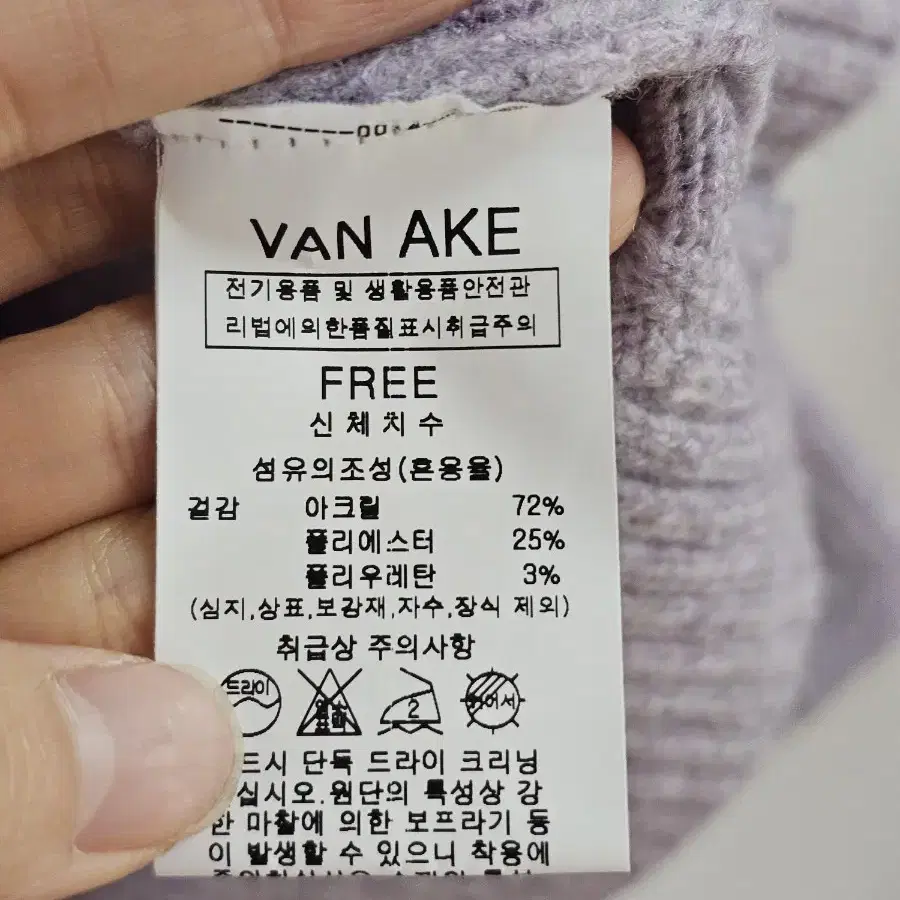 VAN AKE
전기용품 및 생활용품안전관
리법에의한품질표시취급주의
FREE
신체치수
섬유의조성(혼용율)
겉감 아크릴 72%
폴리에스터 25%
폴리우레탄 3%
(심지,상표,보강재,자수,장식 제외)
취급상 주의사항
드라이 2
드시 단독 드라이 크리닝
십시오.원단의 특성상 강
한 마찰에 의한 보프라기 등
이 발생할 수 있으니 착용에